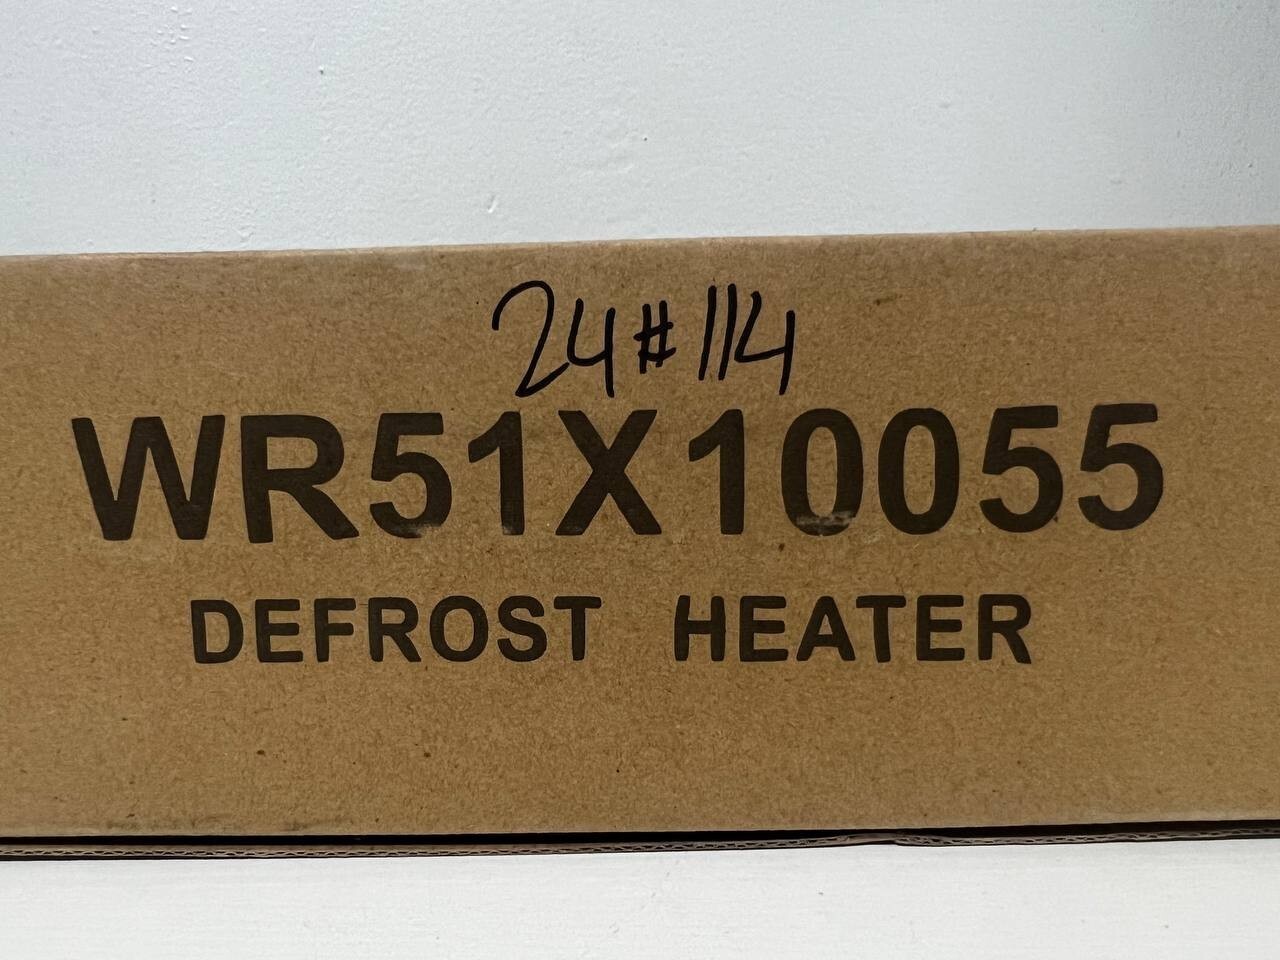 24#114
WR51X10055
DEFROST HEATER